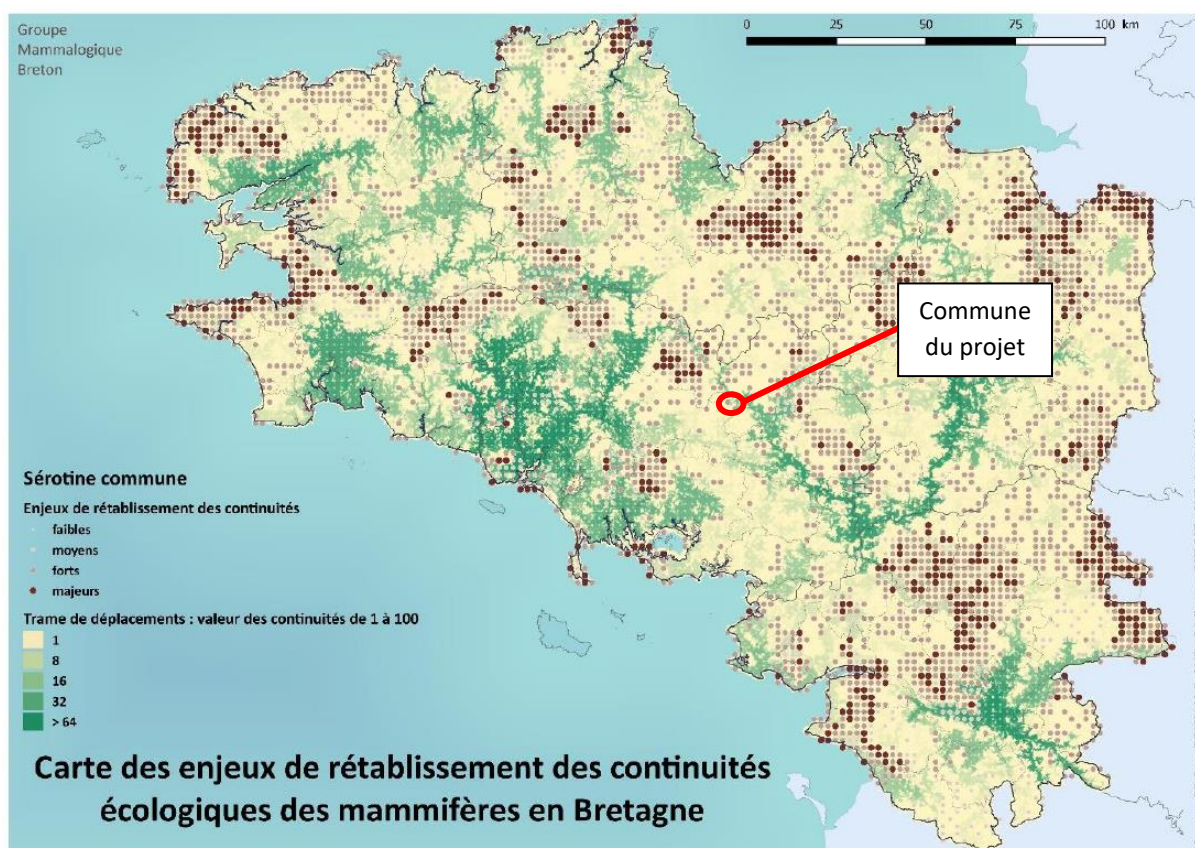 Groupe
Mammalogique
Breton
0 25 50 75 100 km
Commune
du projet
Sérotine commune
Enjeux de rétablissement des continuités
faibles
moyens
forts
majeurs
Trame de déplacements : valeur des continuités de 1 à 100
1
8
16
32
> 64
Carte des enjeux de rétablissement des continuités
écologiques des mammifères en Bretagne